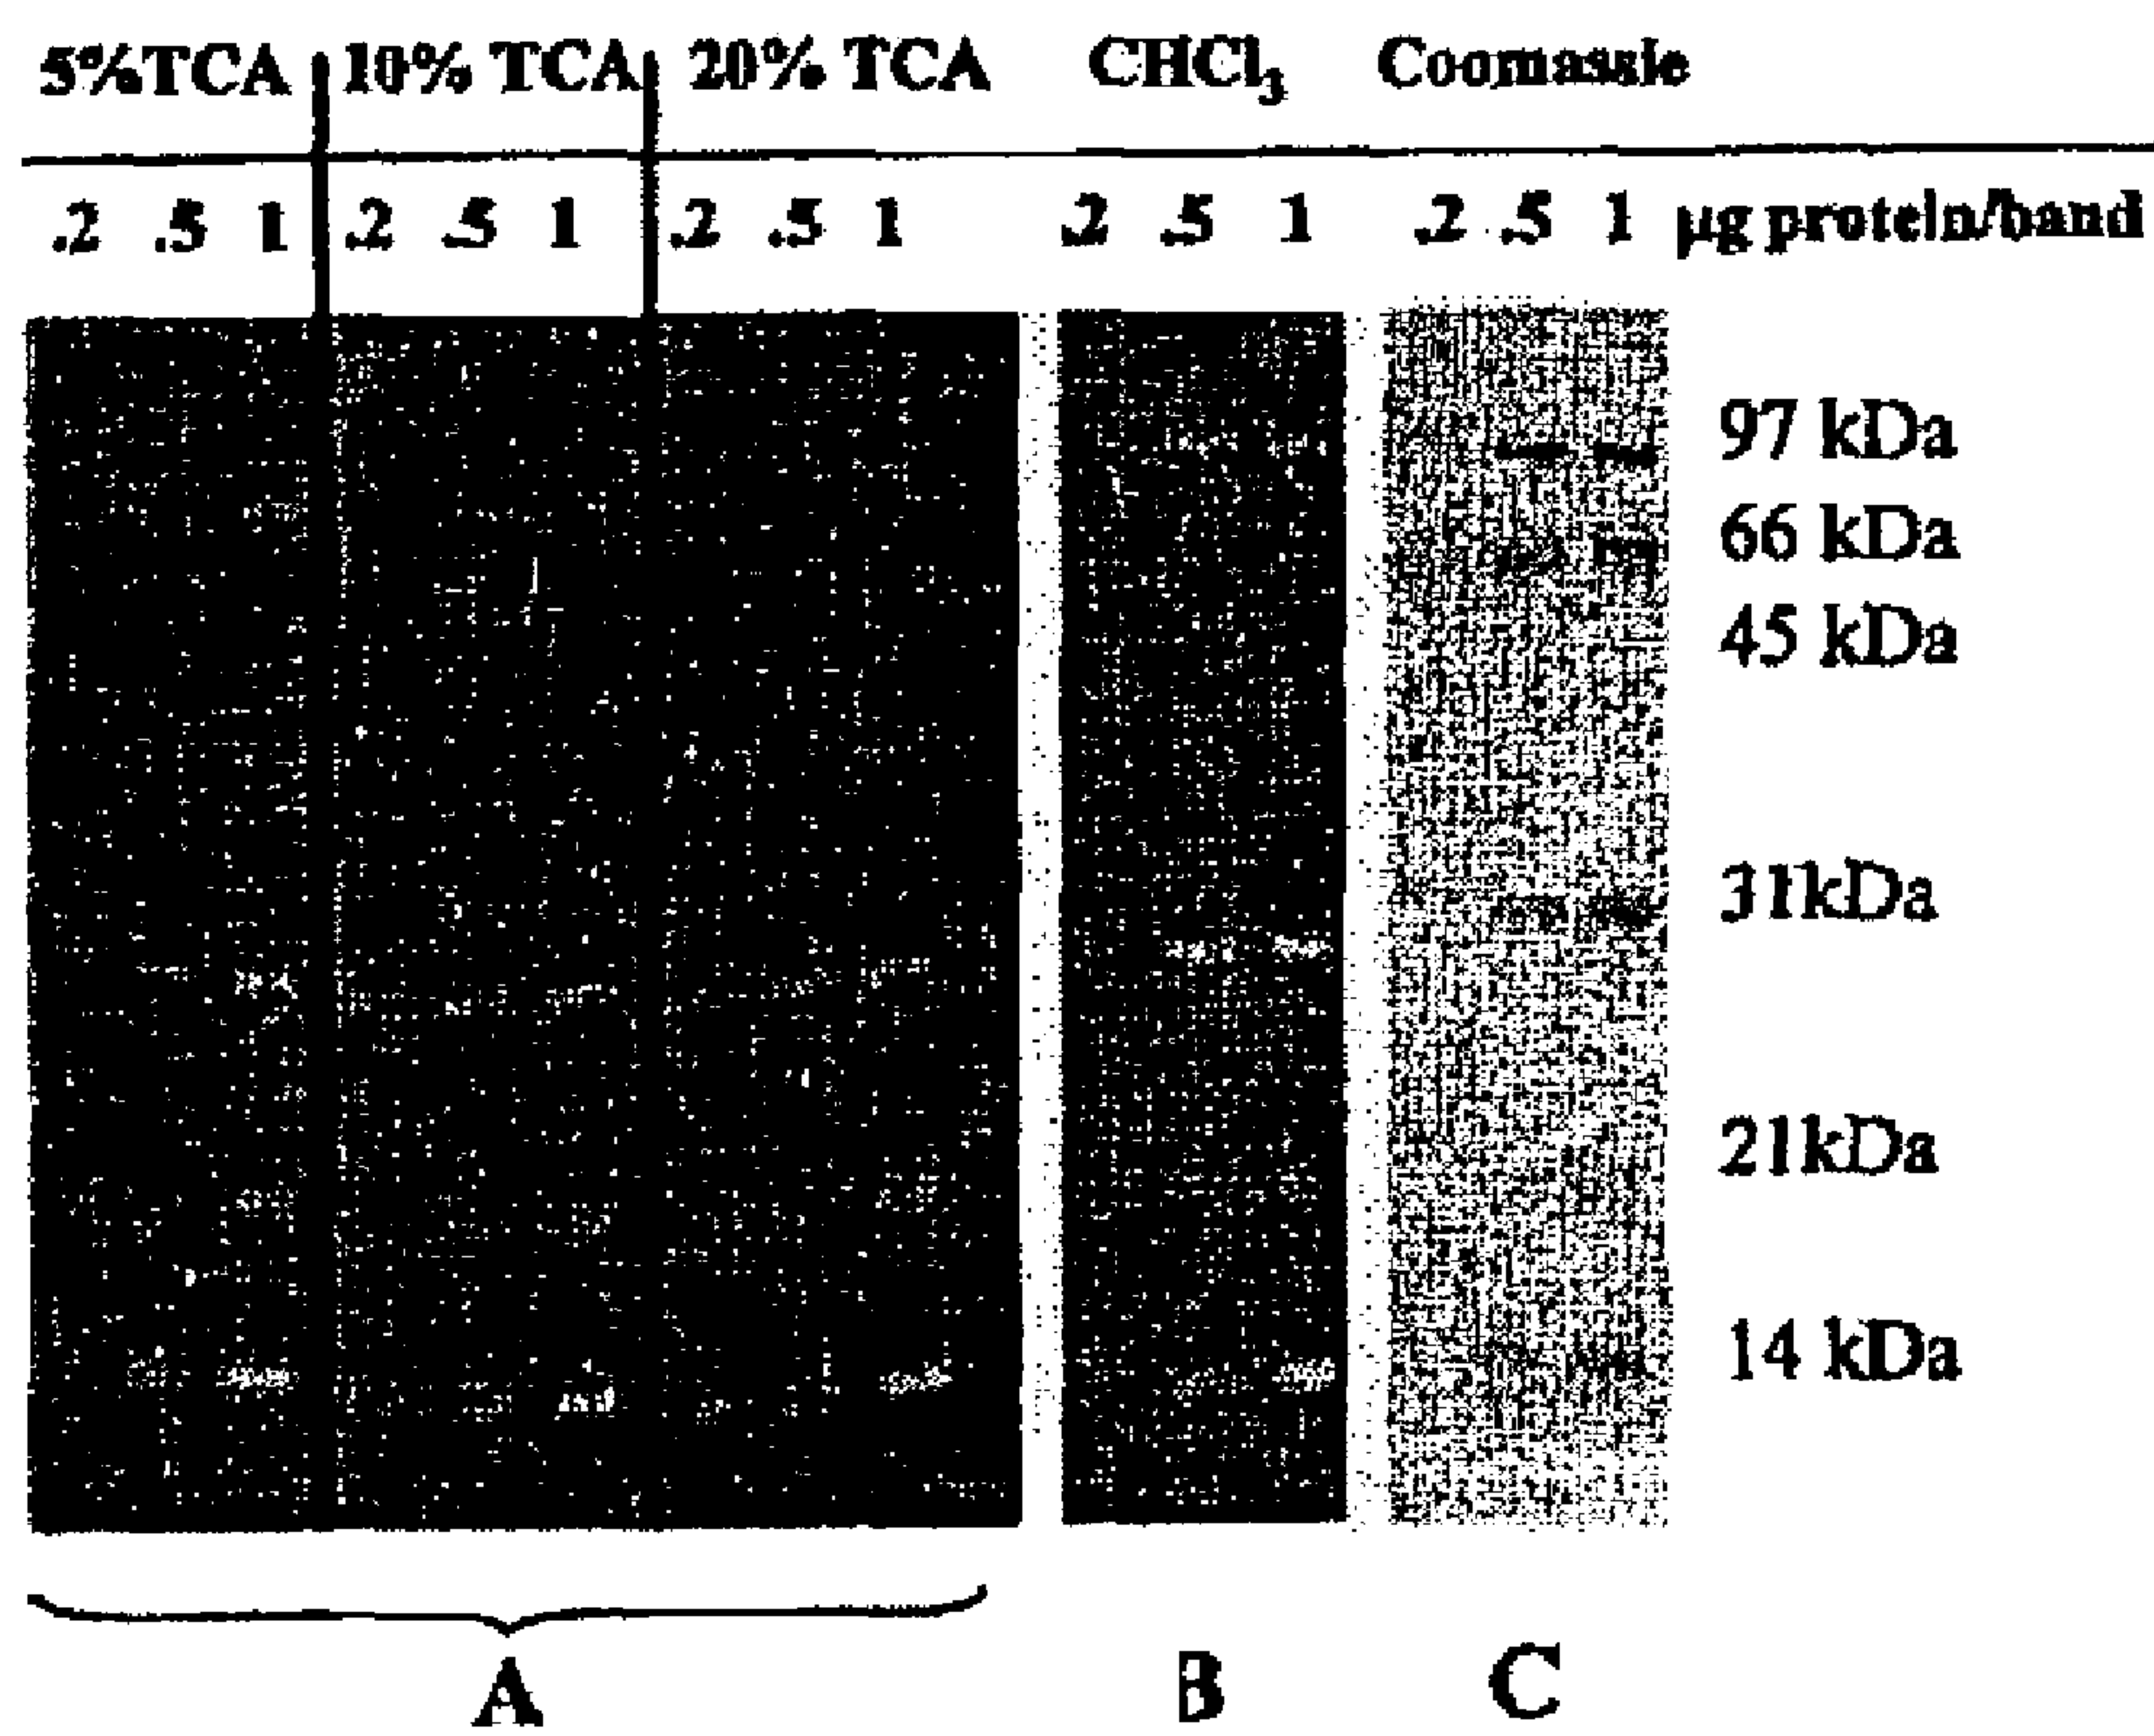 5%TCA 10% TCA 20% TCA CHCl₃ Coomassie
.2 .5 1 .2 .5 1 .2 .5 1 .2 .5 1 .2 .5 1 µg protein/band
97 kDa
66 kDa
45 kDa
31kDa
21kDa
14 kDa
A B C